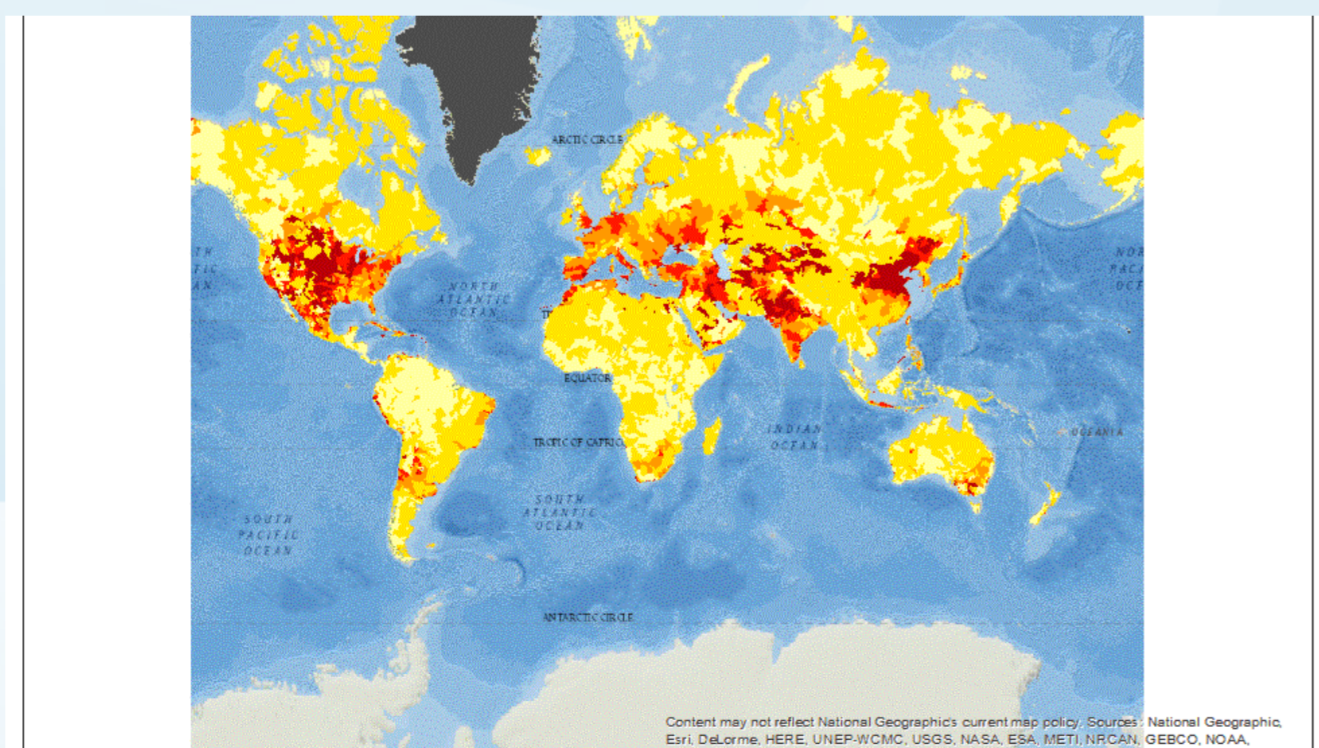 ARCTIC CIRCLE
NORTH
ATLANTIC
OCEAN
EQUATOR
INDIAN
OCEAN
OCEANIA
TROPIC OF CAPRIC
SOUTH
ATLANTIC
OCEAN
SOUTH
PACIFIC
OCEAN
ANTARCTIC CIRCLE
Content may not reflect National Geographic's current map policy. Sources: National Geographic,
Esri, DeLorme, HERE, UNEP-WCMC, USGS, NASA, ESA, METI, NRCAN, GEBCO, NOAA,